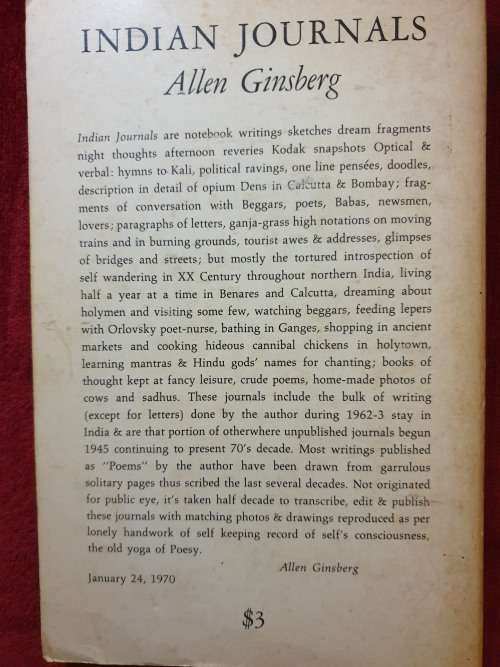 INDIAN JOURNALS
Allen Ginsberg
Indian Journals are notebook writings sketches dream fragments
night thoughts afternoon reveries Kodak snapshots Optical &
verbal: hymns to Kali, political ravings, one line pensées, doodles,
description in detail of opium Dens in Calcutta & Bombay; frag-
ments of conversation with Beggars, poets, Babas, newsmen,
lovers; paragraphs of letters, ganja-grass high notations on moving
trains and in burning grounds, tourist awes & addresses, glimpses
of bridges and streets; but mostly the tortured introspection of
self wandering in XX Century throughout northern India, living
half a year at a time in Benares and Calcutta, dreaming about
holymen and visiting some few, watching beggars, feeding lepers
with Orlovsky poet-nurse, bathing in Ganges, shopping in ancient
markets and cooking hideous cannibal chickens in holytown,
learning mantras & Hindu gods' names for chanting; books of
thought kept at fancy leisure, crude poems, home-made photos of
cows and sadhus. These journals include the bulk of writing
(except for letters) done by the author during 1962-3 stay in
India & are that portion of otherwhere unpublished journals begun
1945 continuing to present 70's decade. Most writings published
as "Poems" by the author have been drawn from garrulous
solitary pages thus scribed the last several decades. Not originated
for public eye, it's taken half decade to transcribe, edit & publish
these journals with matching photos & drawings reproduced as per
lonely handwork of self keeping record of self's consciousness,
the old yoga of Poesy.
Allen Ginsberg
January 24, 1970
$3